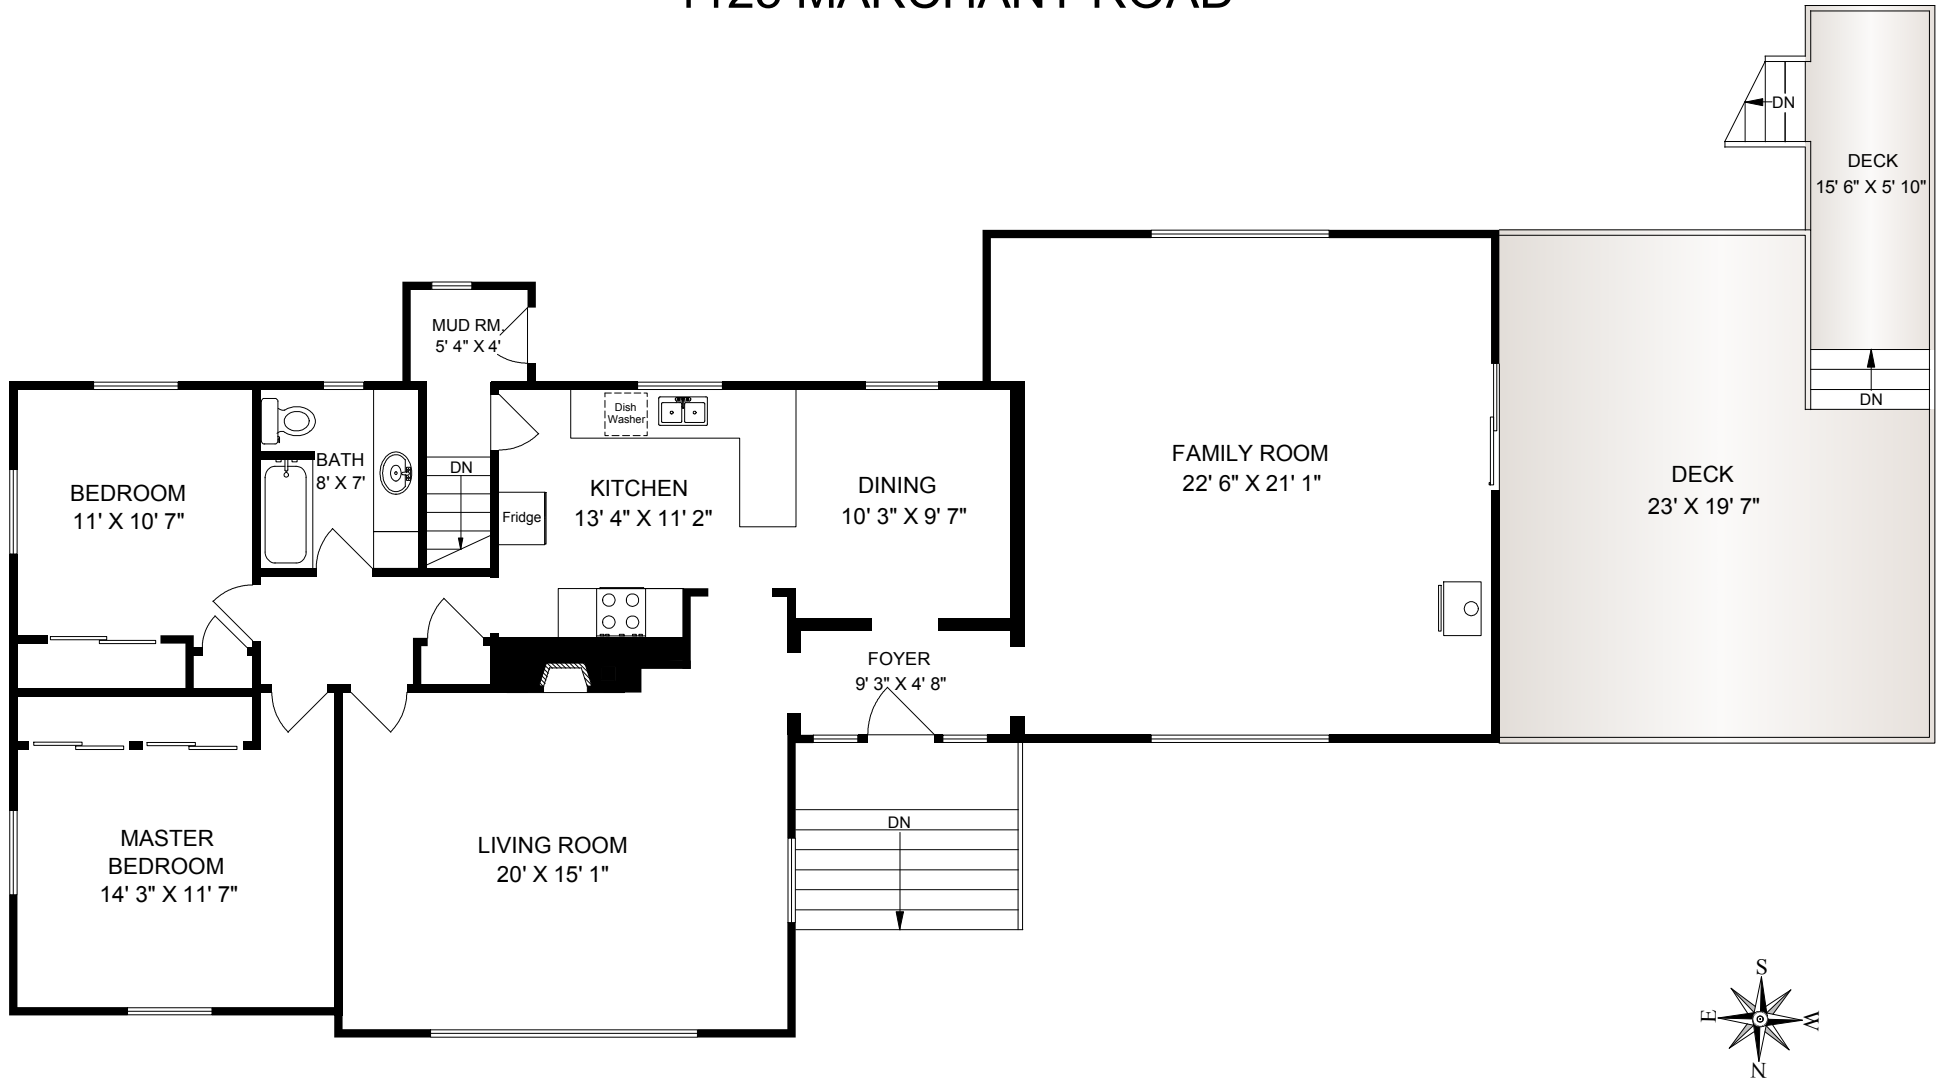 MARCHANT ROAD
DN
DECK
15' 6" X 5' 10"
DN
MUD RM.
5' 4" X 4'
Dish
Washer
BEDROOM
11' X 10' 7"
BATH
8' X 7'
DN
Fridge
KITCHEN
13' 4" X 11' 2"
DINING
10' 3" X 9' 7"
FAMILY ROOM
22' 6" X 21' 1"
DECK
23' X 19' 7"
FOYER
9' 3" X 4' 8"
DN
MASTER
BEDROOM
14' 3" X 11' 7"
LIVING ROOM
20' X 15' 1"
S
E
W
N